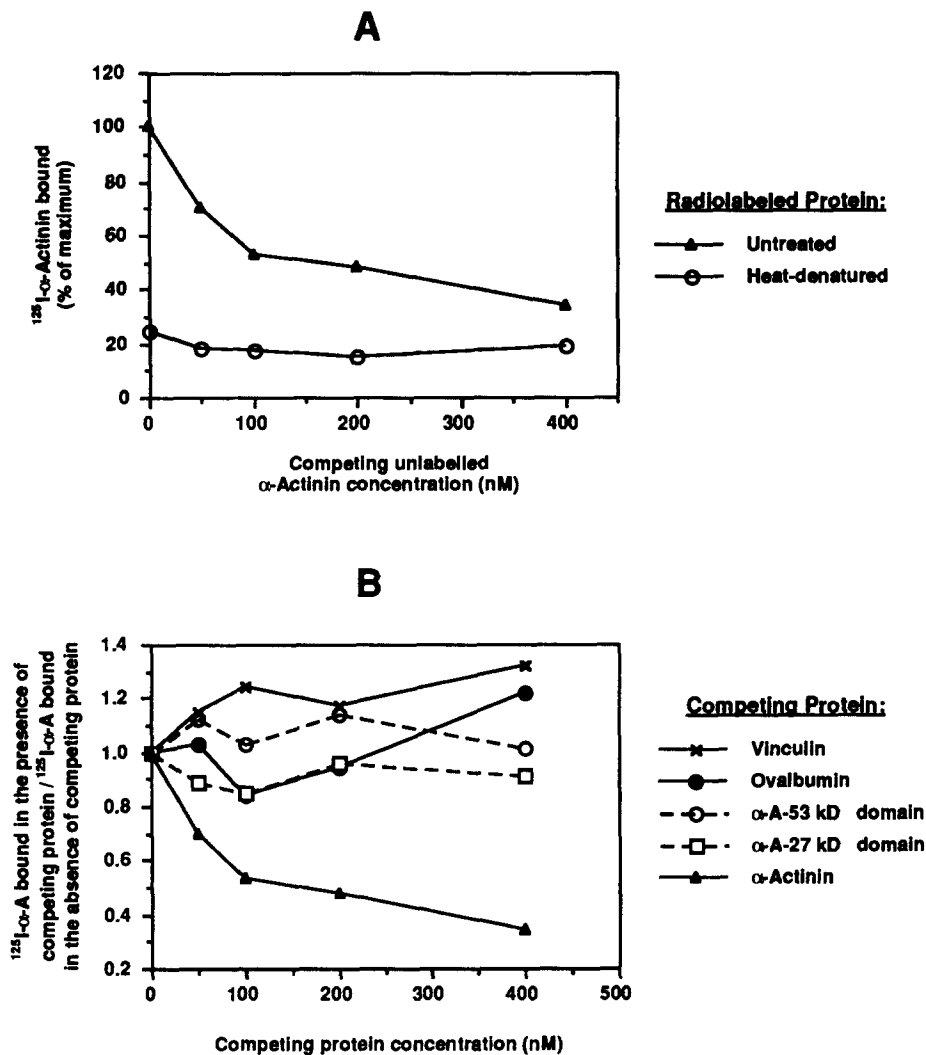 A
120
100
80
60
40
20
0
0 100 200 300 400
¹²⁵I-α-Actinin bound
(% of maximum)
Competing unlabelled
α-Actinin concentration (nM)
Radiolabeled Protein:
Untreated
Heat-denatured
B
1.4
1.2
1.0
0.8
0.6
0.4
0.2
0 100 200 300 400 500
¹²⁵I-α-A bound in the presence of
competing protein / ¹²⁵I-α-A bound
in the absence of competing protein
Competing protein concentration (nM)
Competing Protein:
Vinculin
Ovalbumin
α-A-53 kD domain
α-A-27 kD domain
α-Actinin